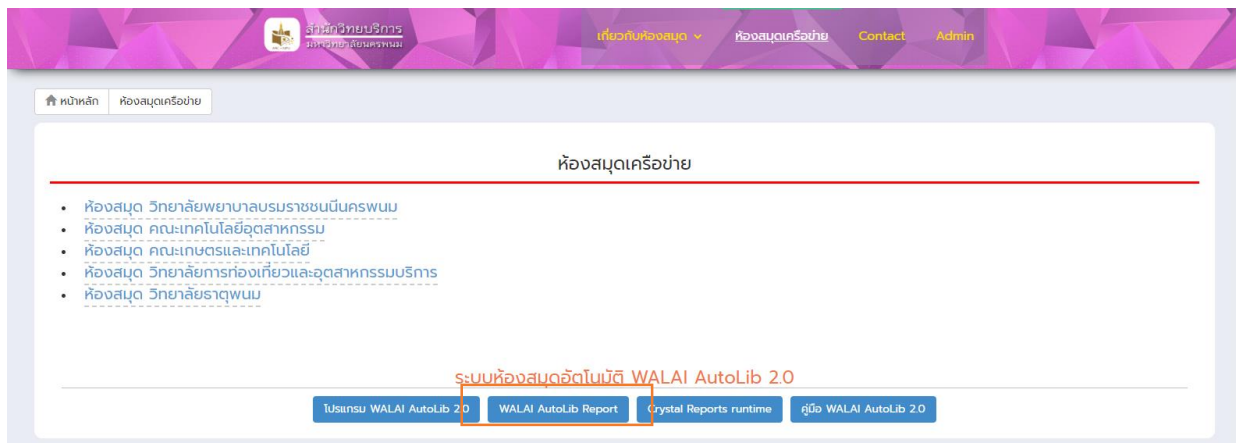 สำนักวิทยบริการ
มหาวิทยาลัยนครพนม
เกี่ยวกับห้องสมุด ห้องสมุดเครือข่าย Contact Admin
หน้าหลัก ห้องสมุดเครือข่าย
ห้องสมุดเครือข่าย
• ห้องสมุด วิทยาลัยพยาบาลบรมราชชนนีนครพนม
• ห้องสมุด คณะเทคโนโลยีอุตสาหกรรม
• ห้องสมุด คณะเกษตรและเทคโนโลยี
• ห้องสมุด วิทยาลัยการท่องเที่ยวและอุตสาหกรรมบริการ
• ห้องสมุด วิทยาลัยธาตุพนม
ระบบห้องสมุดอัตโนมัติ WALAI AutoLib 2.0
โปรแกรม WALAI AutoLib 2.0 WALAI AutoLib Report Crystal Reports runtime คู่มือ WALAI AutoLib 2.0